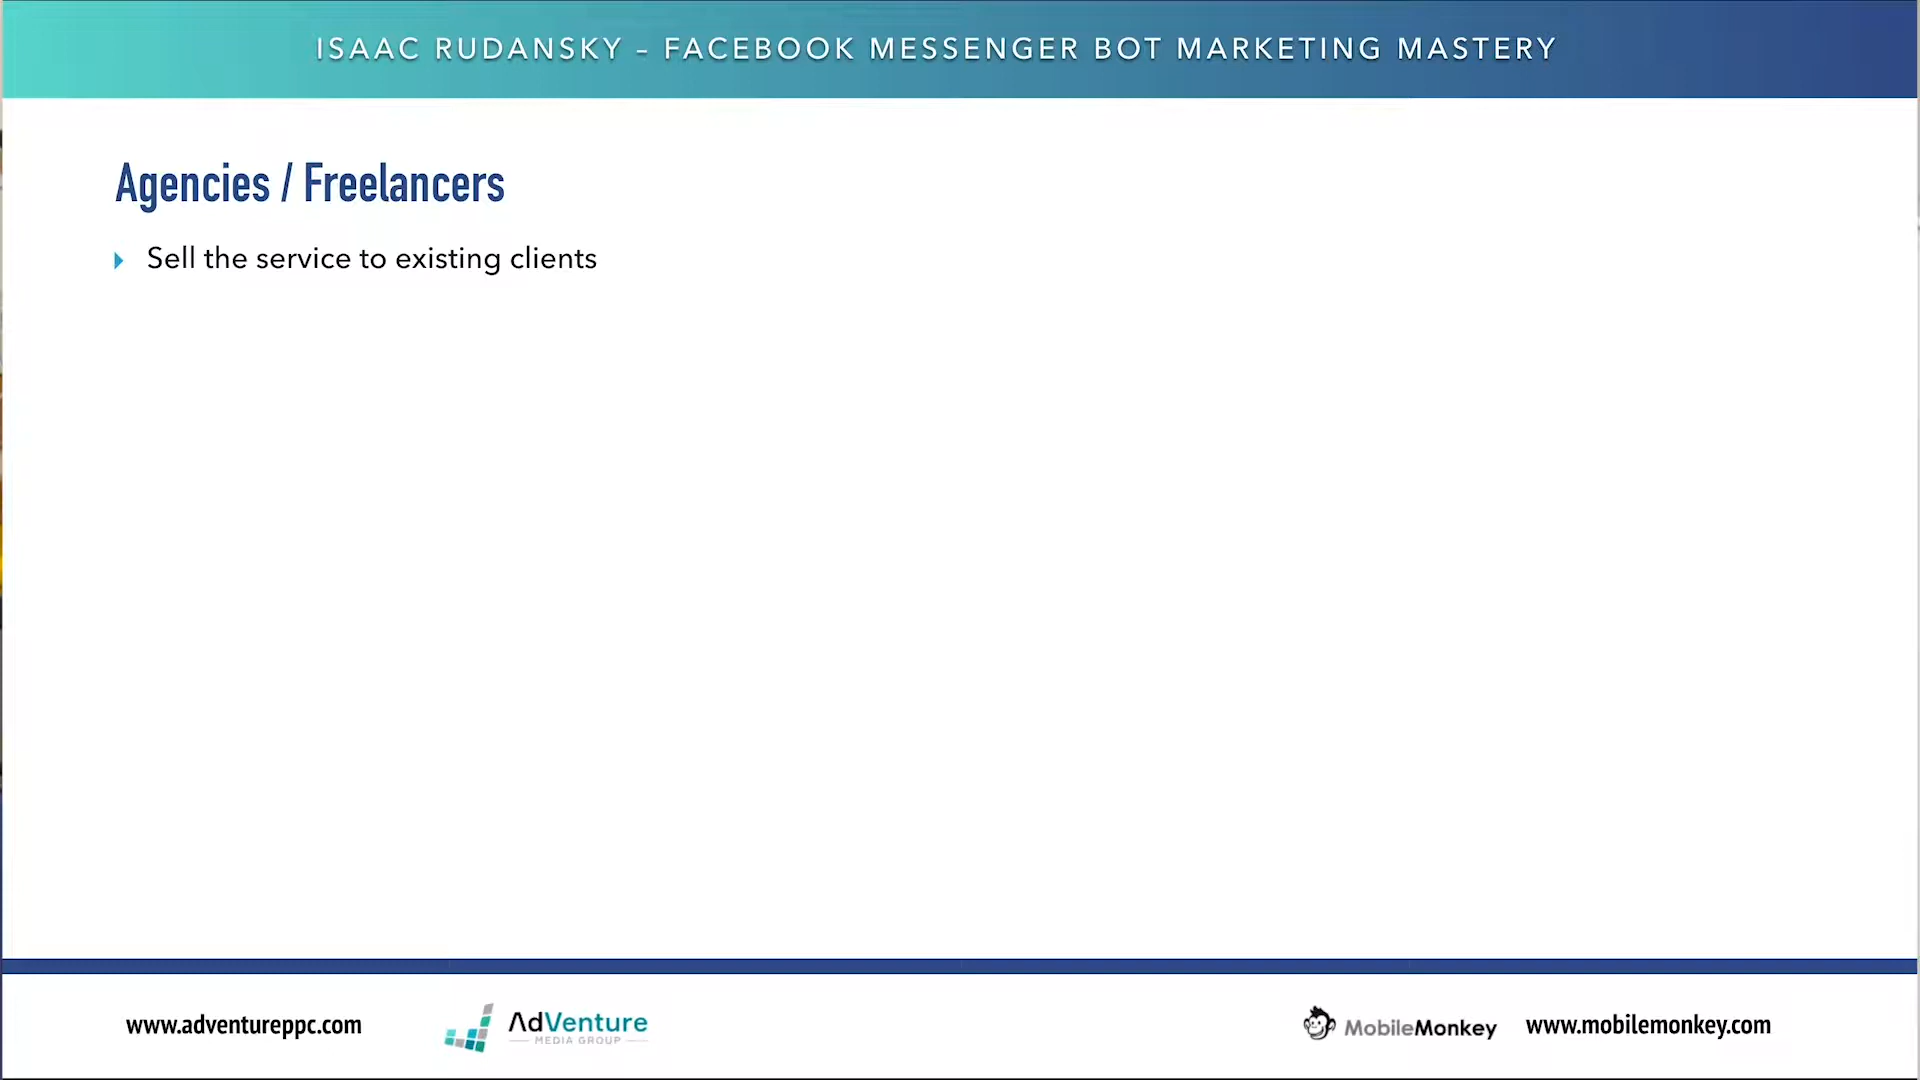 ISAAC RUDANSKY – FACEBOOK MESSENGER BOT MARKETING MASTERY
Agencies / Freelancers
Sell the service to existing clients
www.adventureppc.com
AdVenture
MEDIA GROUP
MobileMonkey
www.mobilemonkey.com